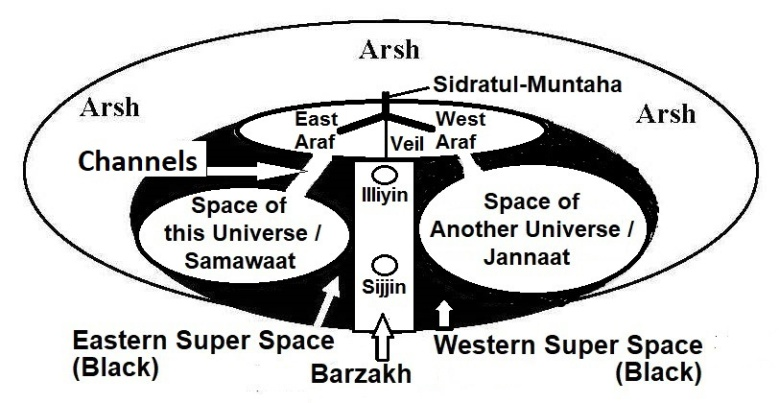 Arsh
Sidratul-Muntaha
Arsh
Arsh
East
Araf
West
Araf
Veil
Channels
Illiyin
Space of
this Universe /
Samawaat
Space of
Another Universe /
Jannaat
Sijjin
Eastern Super Space
(Black)
Barzakh
Western Super Space
(Black)